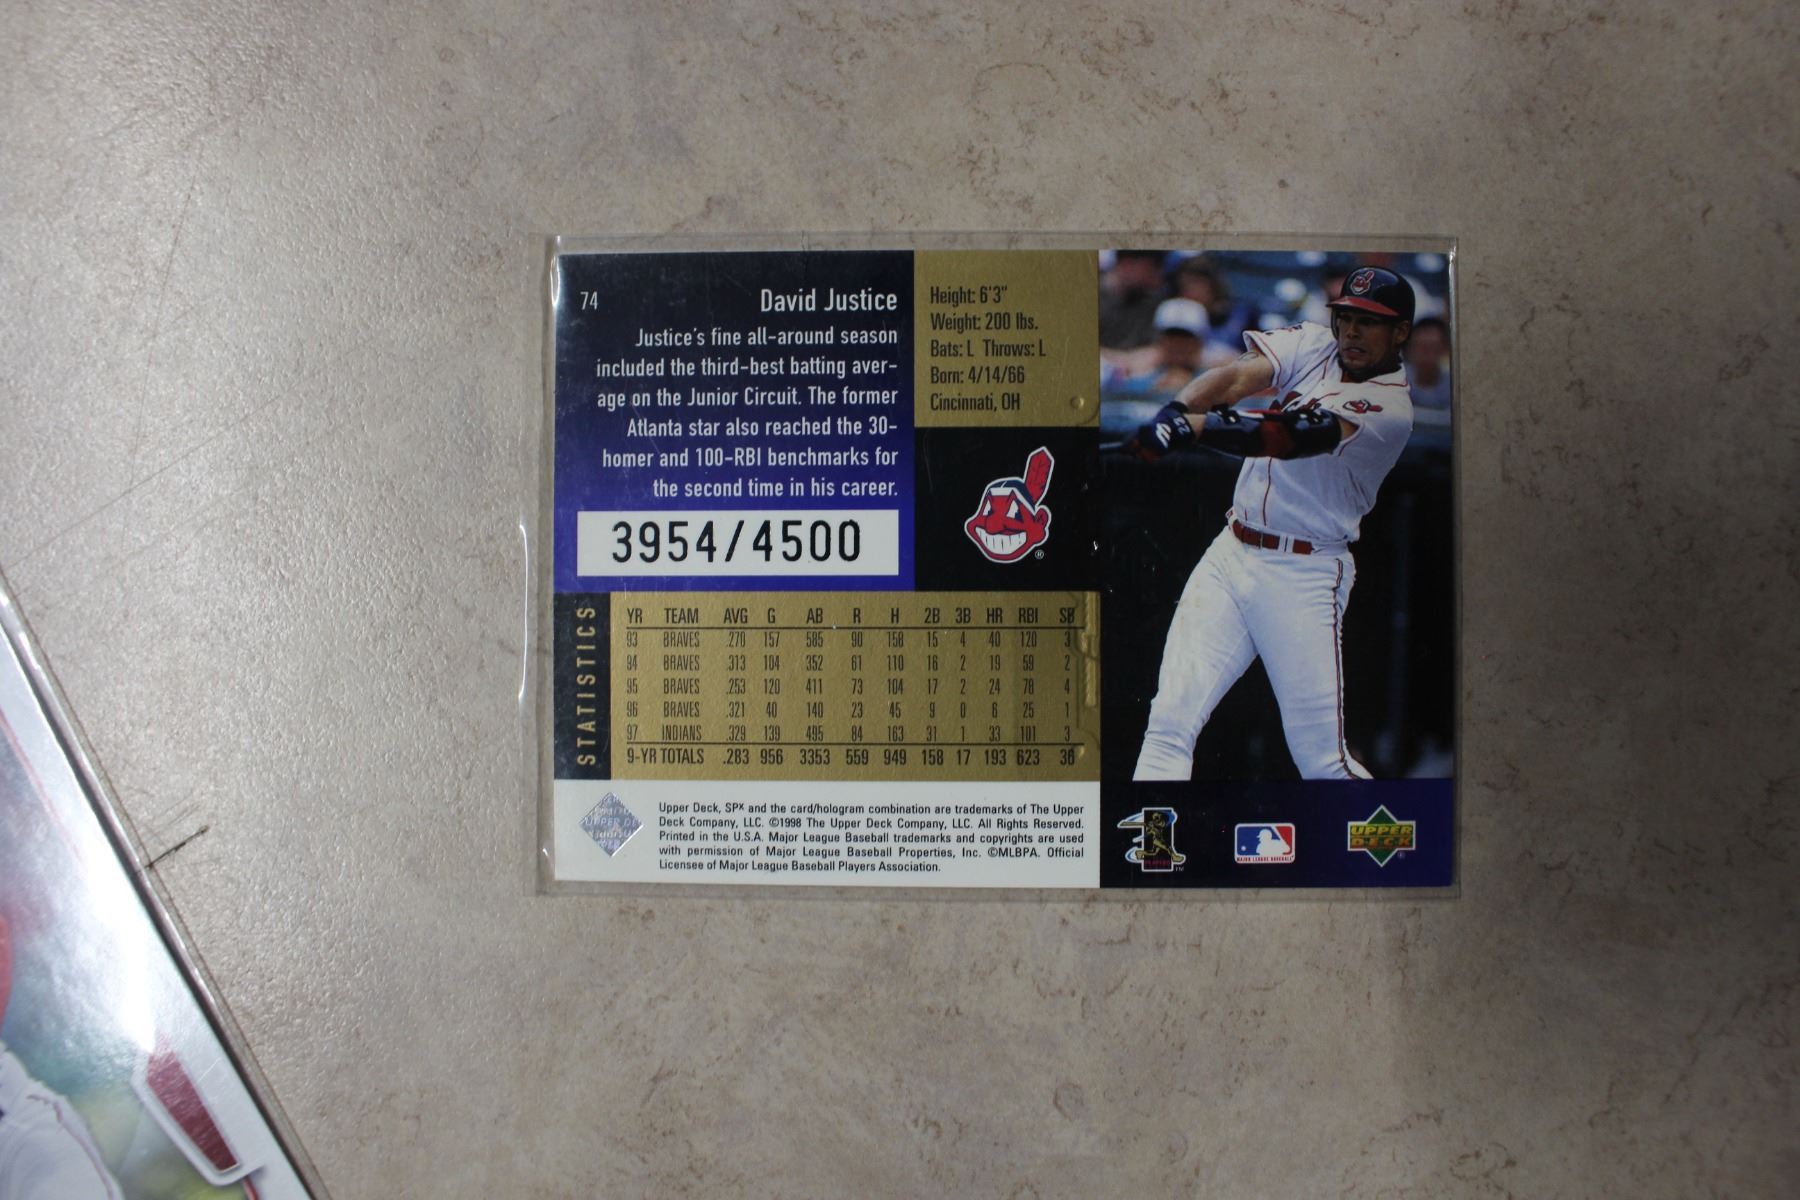 74
David Justice
Justice's fine all-around season
included the third-best batting aver-
age on the Junior Circuit. The former
Atlanta star also reached the 30-
homer and 100-RBI benchmarks for
the second time in his career.
3954/4500
Height: 6'3"
Weight: 200 lbs.
Bats: L Throws: L
Born: 4/14/66
Cincinnati, OH
®
STATISTICS
YR TEAM AVG G AB R H 2B 3B HR RBI SB
93 BRAVES .270 157 585 90 158 15 4 40 120 3
94 BRAVES .313 104 352 61 110 16 2 19 59 2
95 BRAVES .253 120 411 73 104 17 2 24 78 4
96 BRAVES .321 40 140 23 45 9 0 6 25 1
97 INDIANS .329 139 495 84 163 31 1 33 101 3
9-YR TOTALS .283 956 3353 559 949 158 17 193 623 36
UPPER DE
Upper Deck, SPx and the card/hologram combination are trademarks of The Upper
Deck Company, LLC. ©1998 The Upper Deck Company, LLC. All Rights Reserved.
Printed in the U.S.A. Major League Baseball trademarks and copyrights are used
with permission of Major League Baseball Properties, Inc. ©MLBPA. Official
Licensee of Major League Baseball Players Association.
23
PLAYERS
™
MAJOR LEAGUE BASEBALL
UPPER
DECK
®